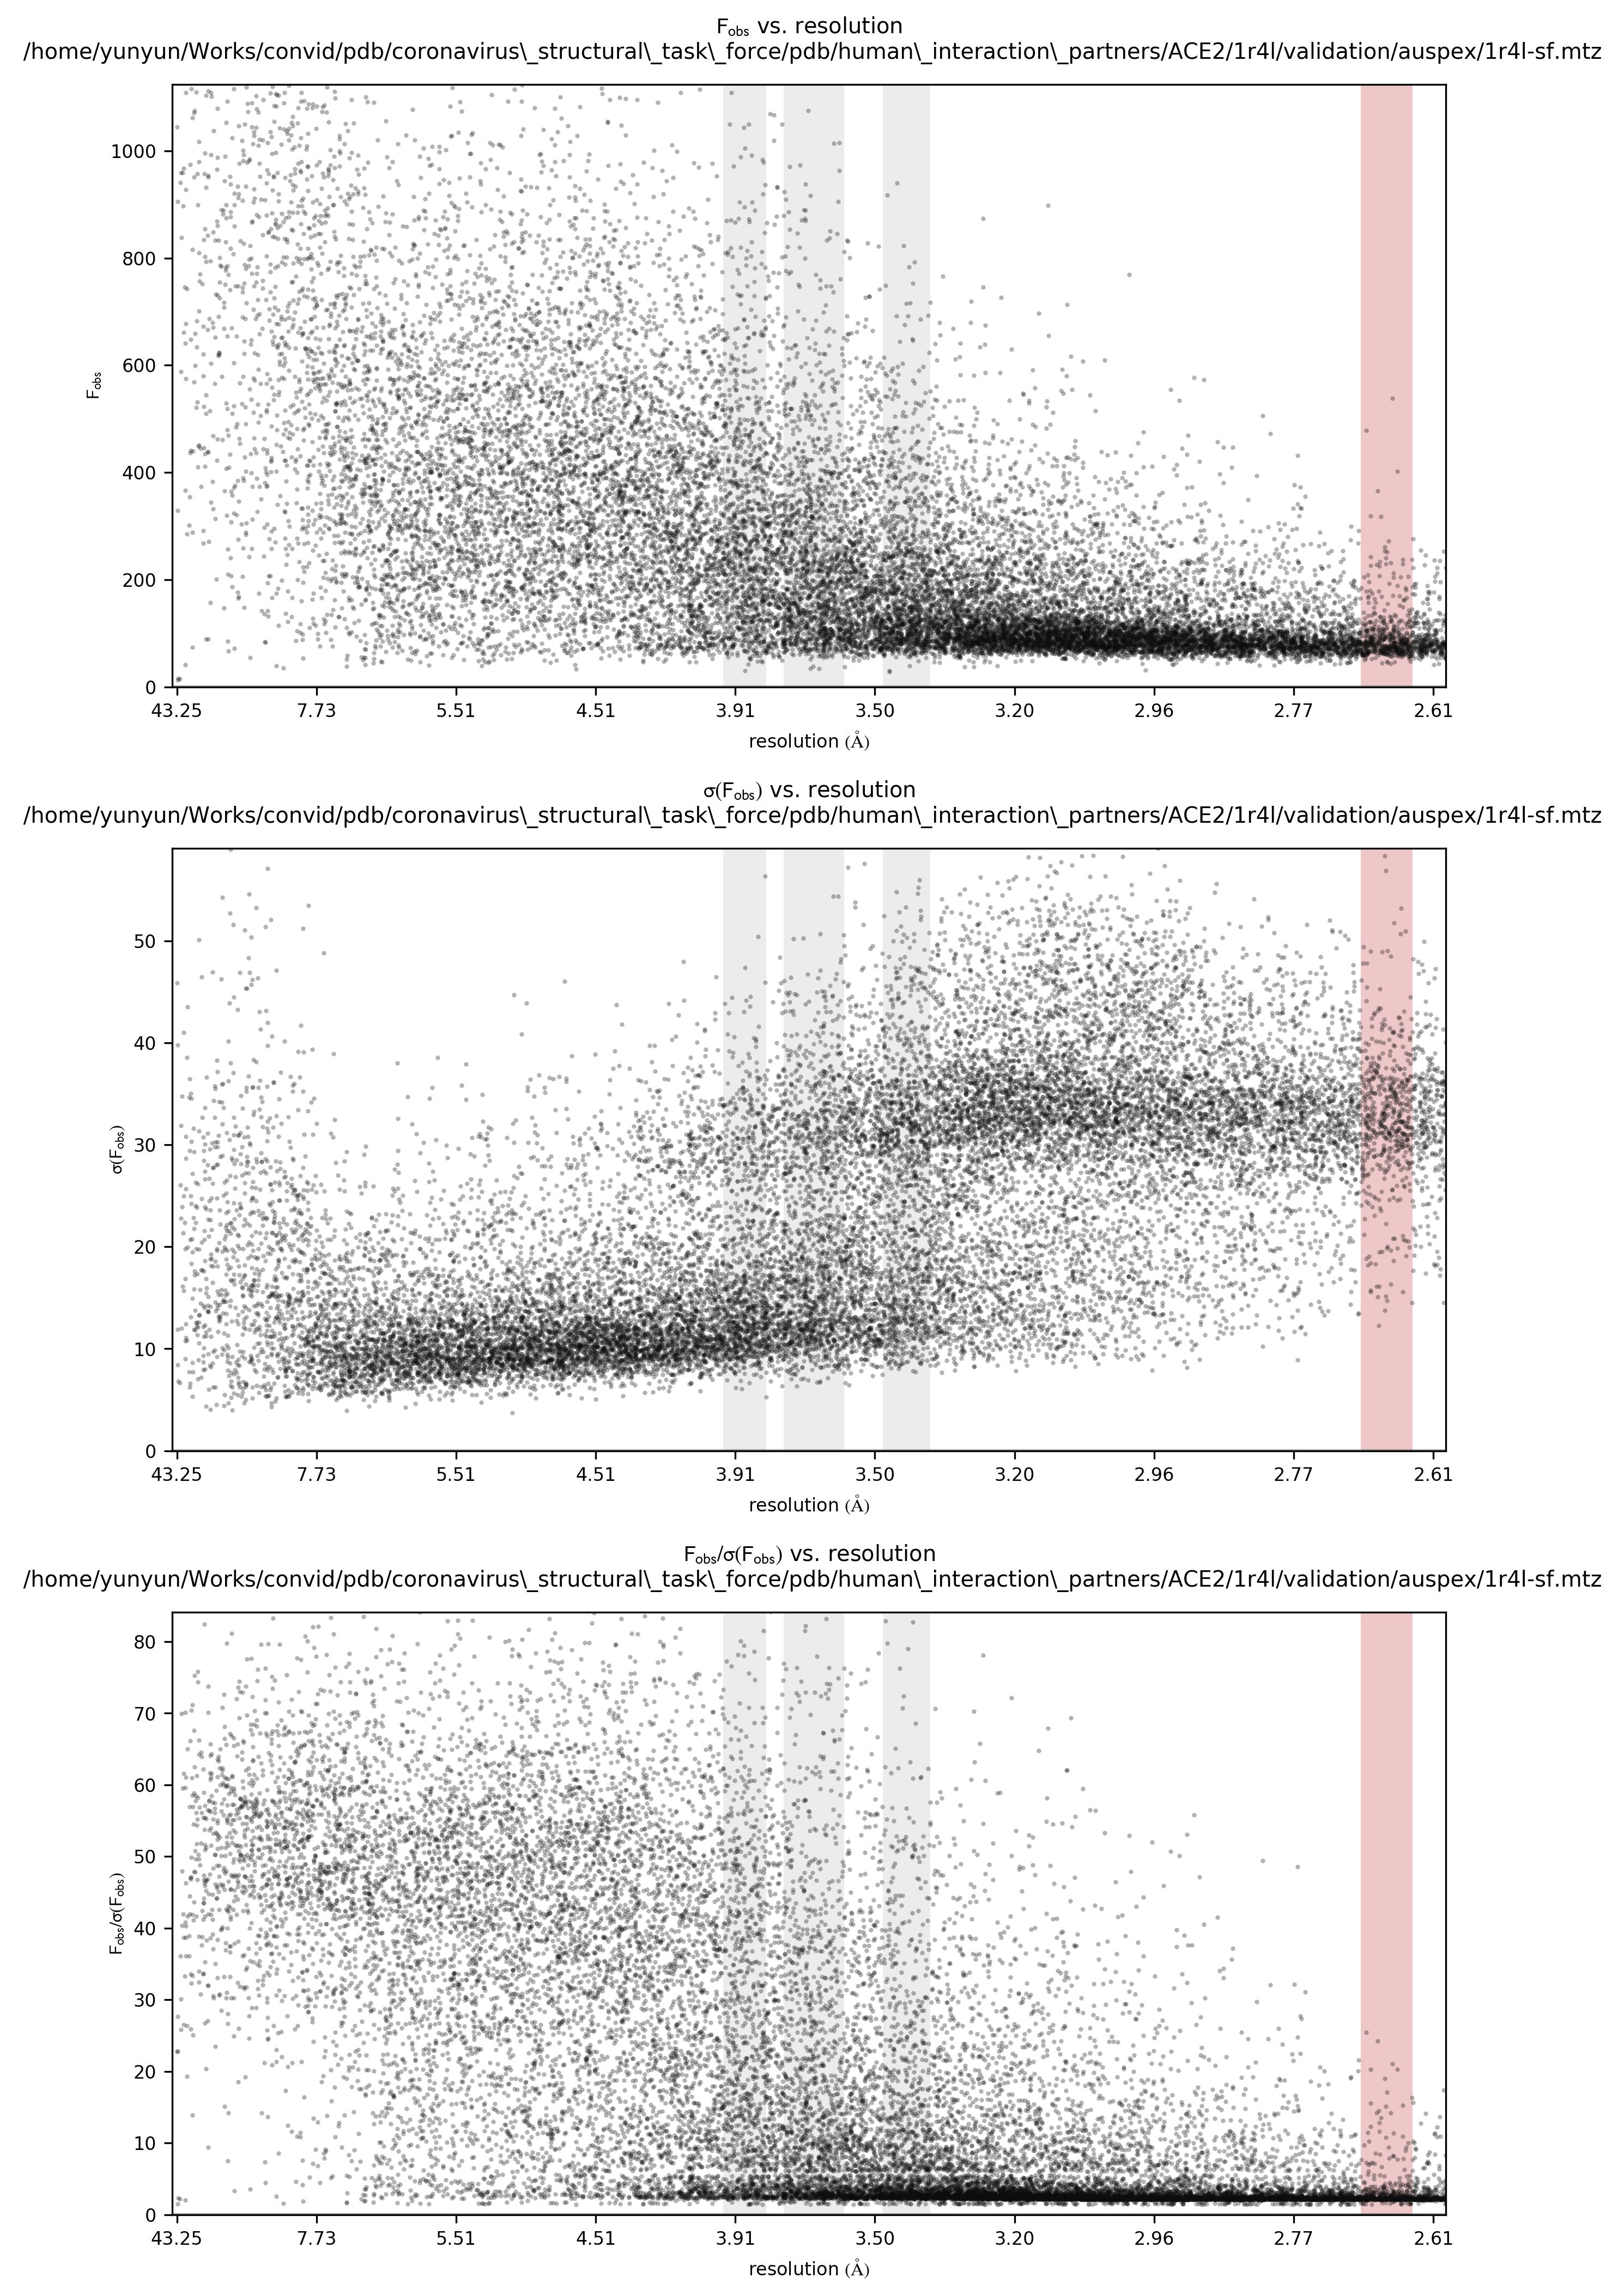 Fobs vs. resolution
/home/yunyun/Works/convid/pdb/coronavirus\_structural\_task\_force/pdb/human\_interaction\_partners/ACE2/1r4l/validation/auspex/1r4l-sf.mtz
1000
800
600
400
200
0
Fobs
43.25 7.73 5.51 4.51 3.91 3.50 3.20 2.96 2.77 2.61
resolution (Å)
σ(Fobs) vs. resolution
/home/yunyun/Works/convid/pdb/coronavirus\_structural\_task\_force/pdb/human\_interaction\_partners/ACE2/1r4l/validation/auspex/1r4l-sf.mtz
50
40
30
20
10
0
σ(Fobs)
43.25 7.73 5.51 4.51 3.91 3.50 3.20 2.96 2.77 2.61
resolution (Å)
Fobs/σ(Fobs) vs. resolution
/home/yunyun/Works/convid/pdb/coronavirus\_structural\_task\_force/pdb/human\_interaction\_partners/ACE2/1r4l/validation/auspex/1r4l-sf.mtz
80
70
60
50
40
30
20
10
0
Fobs/σ(Fobs)
43.25 7.73 5.51 4.51 3.91 3.50 3.20 2.96 2.77 2.61
resolution (Å)